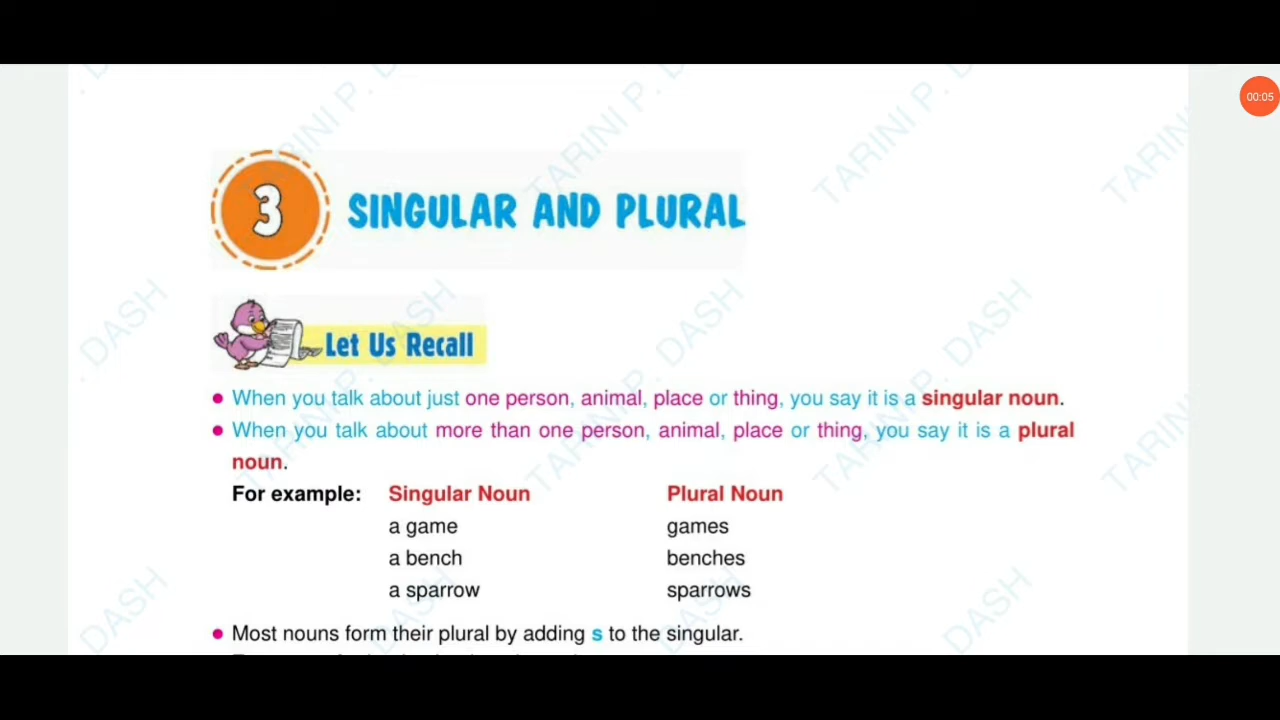 00:05
3 SINGULAR AND PLURAL
Let Us Recall
• When you talk about just one person, animal, place or thing, you say it is a singular noun.
• When you talk about more than one person, animal, place or thing, you say it is a plural
noun.
For example: Singular Noun Plural Noun
a game games
a bench benches
a sparrow sparrows
• Most nouns form their plural by adding s to the singular.
TARINI P. DASH